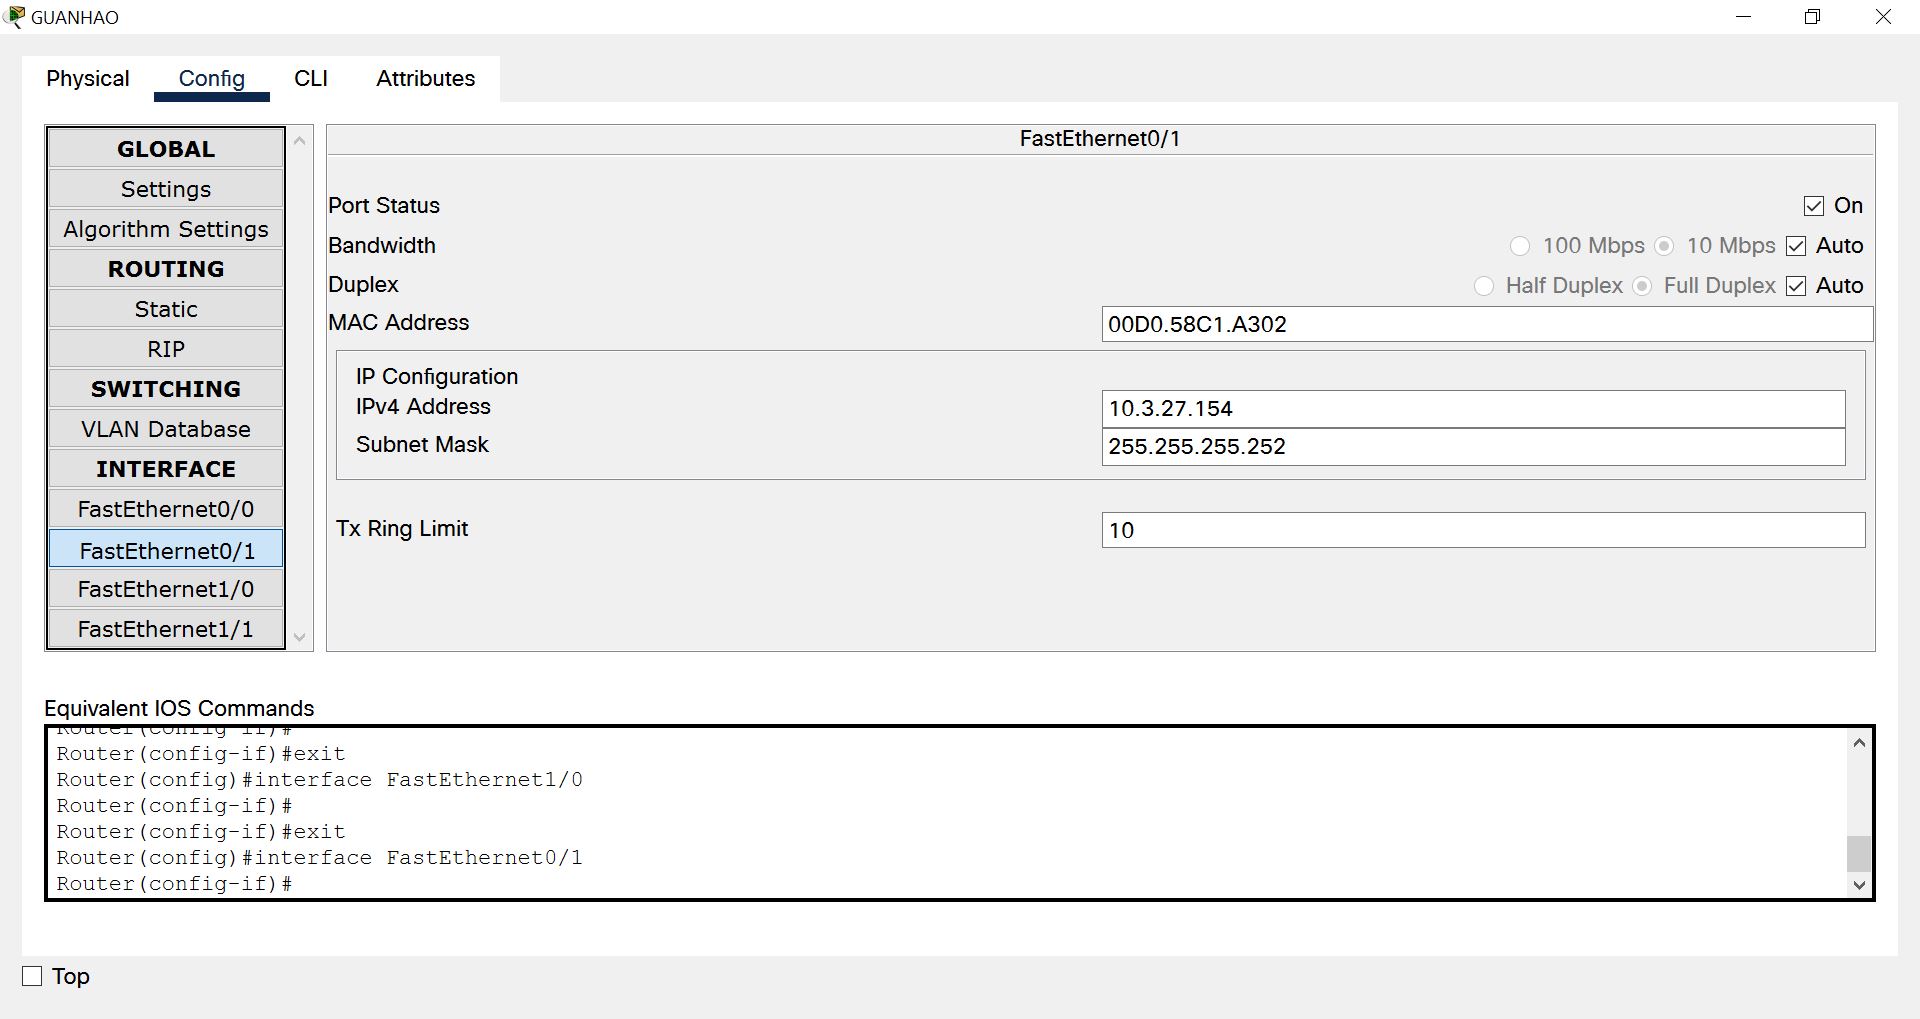 GUANHAO
Physical Config CLI Attributes
GLOBAL
Settings
Algorithm Settings
ROUTING
Static
RIP
SWITCHING
VLAN Database
INTERFACE
FastEthernet0/0
FastEthernet0/1
FastEthernet1/0
FastEthernet1/1
FastEthernet0/1
Port Status On
Bandwidth 100 Mbps 10 Mbps Auto
Duplex Half Duplex Full Duplex Auto
MAC Address 00D0.58C1.A302
IP Configuration
IPv4 Address 10.3.27.154
Subnet Mask 255.255.255.252
Tx Ring Limit 10
Equivalent IOS Commands
Router(config-if)#
Router(config-if)#exit
Router(config)#interface FastEthernet1/0
Router(config-if)#
Router(config-if)#exit
Router(config)#interface FastEthernet0/1
Router(config-if)#
Top